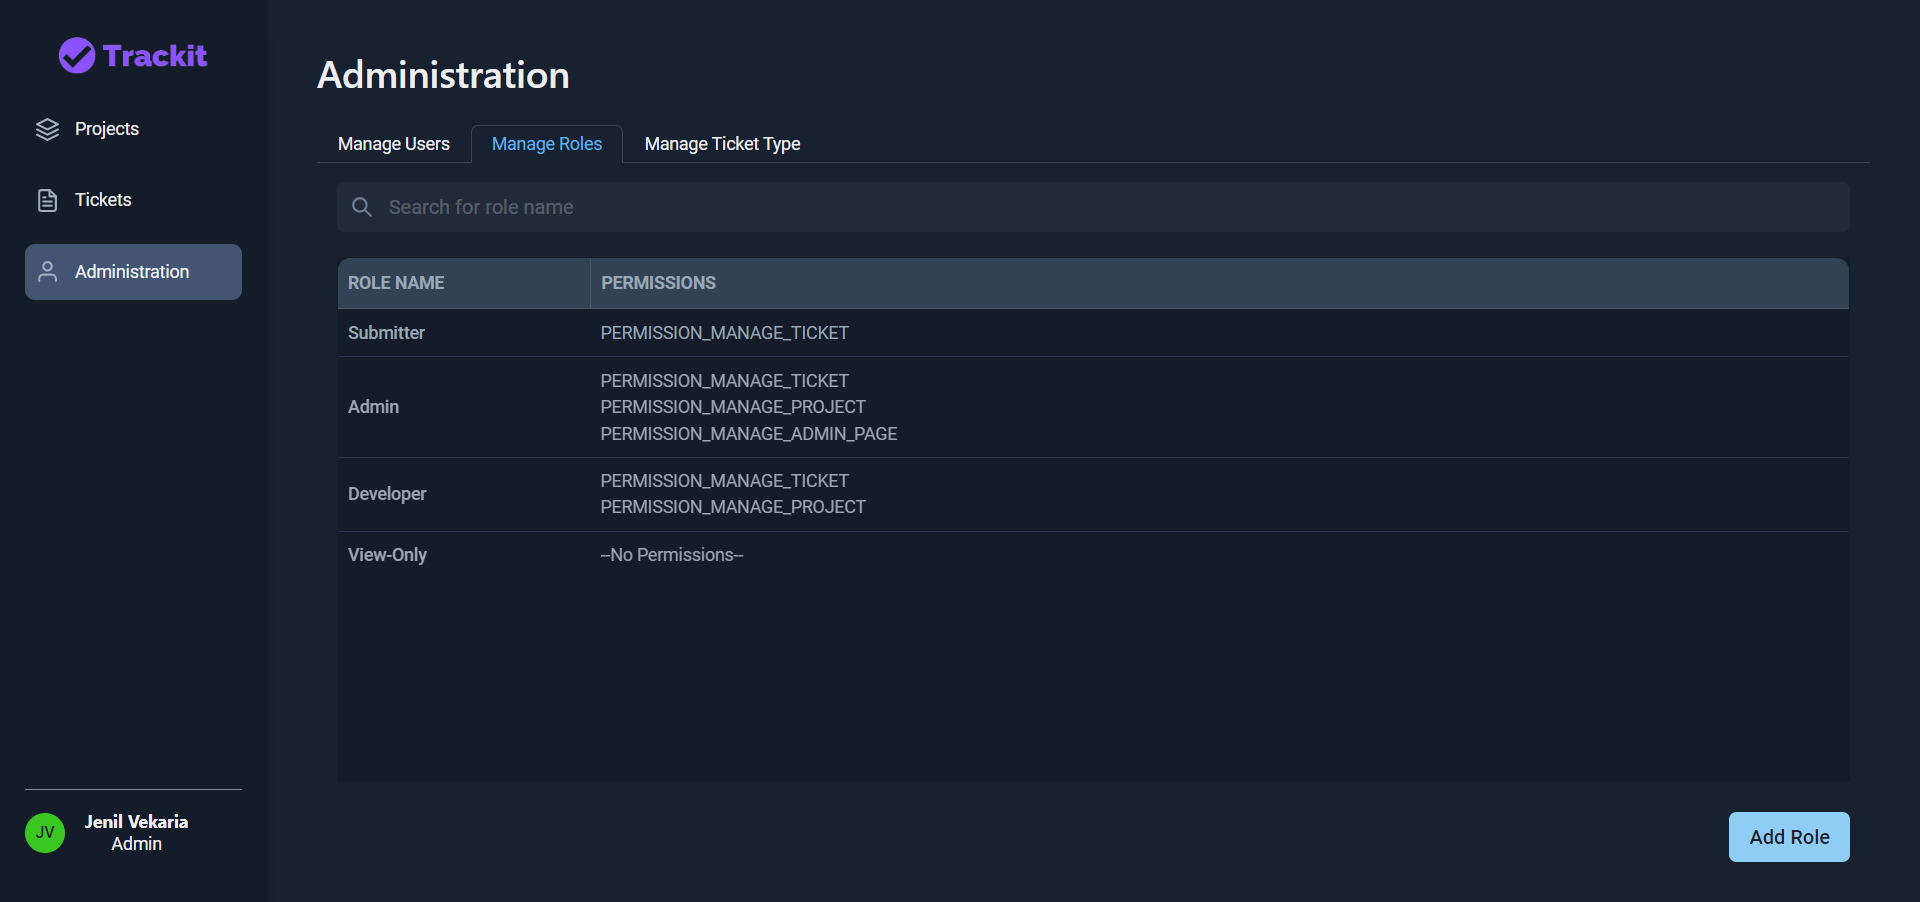 Trackit
Projects
Tickets
Administration
Jenil Vekaria
JV
Admin
Administration
Manage Users
Manage Roles
Manage Ticket Type
Search for role name
ROLE NAME PERMISSIONS
Submitter PERMISSION_MANAGE_TICKET
Admin
PERMISSION_MANAGE_TICKET
PERMISSION_MANAGE_PROJECT
PERMISSION_MANAGE_ADMIN_PAGE
Developer
PERMISSION_MANAGE_TICKET
PERMISSION_MANAGE_PROJECT
View-Only --No Permissions--
Add Role